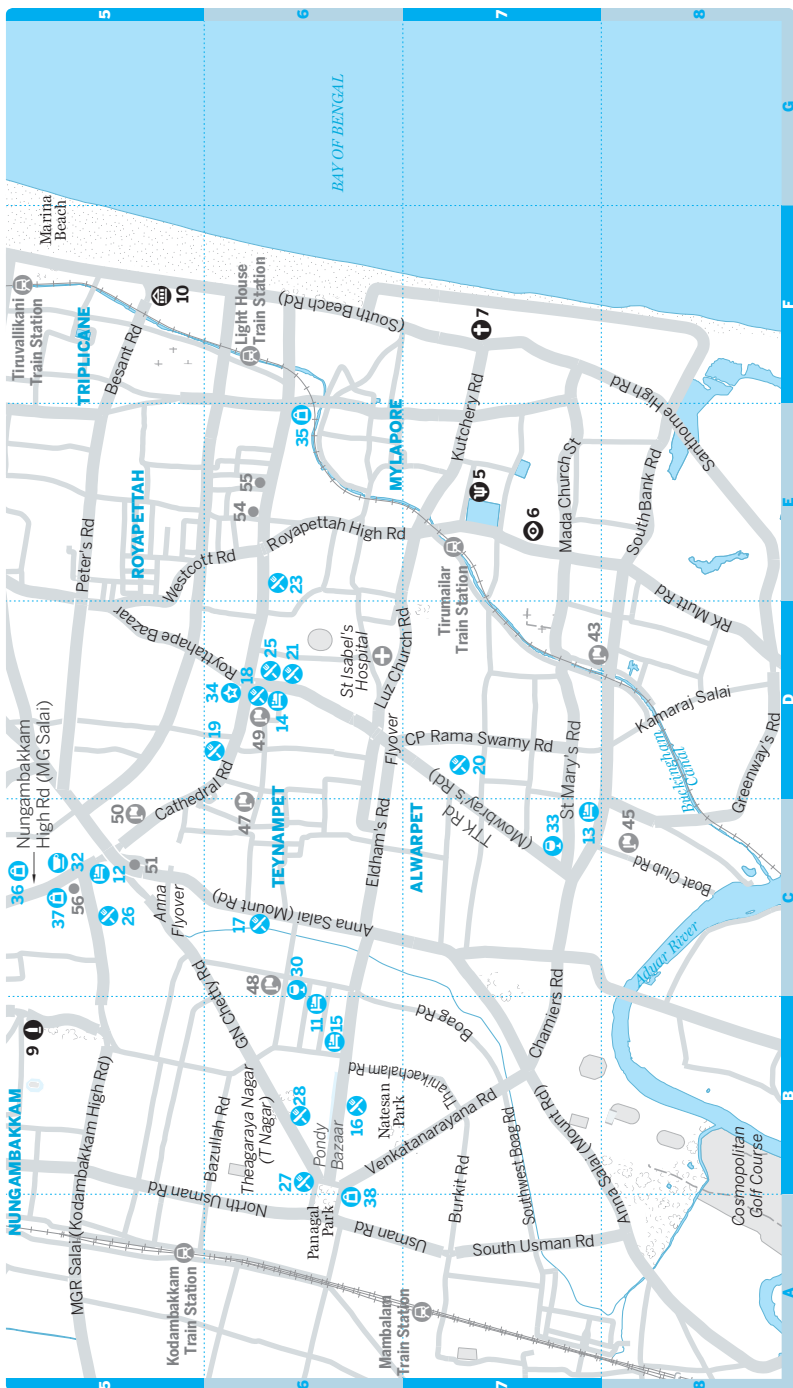 5
6
7
8
A
B
C
D
E
F
G
NUNGAMBAKKAM
MGR Salai (Kodambakkam High Rd)
Kodambakkam
Train Station
Mambalam
Train Station
North Usman Rd
Bazullah Rd
Theagaraya Nagar
(T Nagar)
GN Chetty Rd
Panagal
Park
Pondy
Bazaar
Natesan
Park
Usman Rd
South Usman Rd
Burkit Rd
Venkatanarayana Rd
Thanikachalam Rd
Boag Rd
Southwest Boag Rd
Anna Salai (Mount Rd)
Cosmopolitan
Golf Course
Chamiers Rd
Adyar River
Boat Club Rd
Nungambakkam
High Rd (MG Salai)
Anna
Flyover
Cathedral Rd
TEYNAMPET
Anna Salai (Mount Rd)
Eldham's Rd
Flyover
ALWARPET
TTK Rd
(Mowbray's Rd)
CP Rama Swamy Rd
St Mary's Rd
Buckingham
Canal
Greenway's Rd
Kamaraj Salai
Royttahape Bazaar
St Isabel's
Hospital
Luz Church Rd
Tirumailar
Train Station
RK Mutt Rd
Peter's Rd
ROYAPETTAH
Westcott Rd
Royapettah High Rd
MYLAPORE
Kutchery Rd
Mada Church St
South Bank Rd
Santhome High Rd
Tiruvallikani
Train Station
TRIPLICANE
Besant Rd
Light House
Train Station
(South Beach Rd)
Marina
Beach
BAY OF BENGAL
9
36
37
56
32
12
26
51
50
17
48
30
11
15
28
27
16
38
47
19
34
18
49
14
25
21
23
54
55
35
10
7
5
6
20
33
13
45
43
5
6
7
8
A
B
C
D
E
F
G